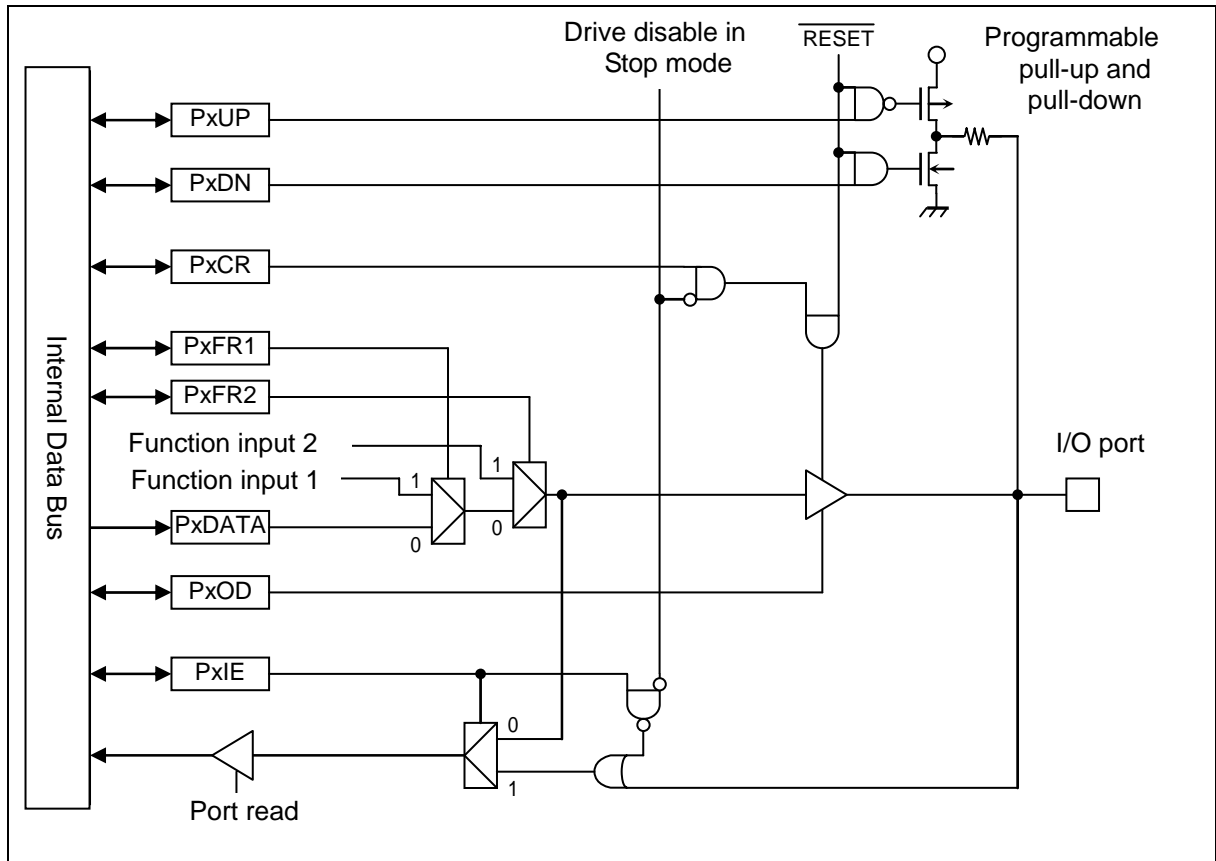 Drive disable in
Stop mode
RESET
Programmable
pull-up and
pull-down
PxUP
PxDN
PxCR
PxFR1
PxFR2
Internal Data Bus
Function input 2
Function input 1
1
1
I/O port
PxDATA
0
0
PxOD
PxIE
0
1
Port read